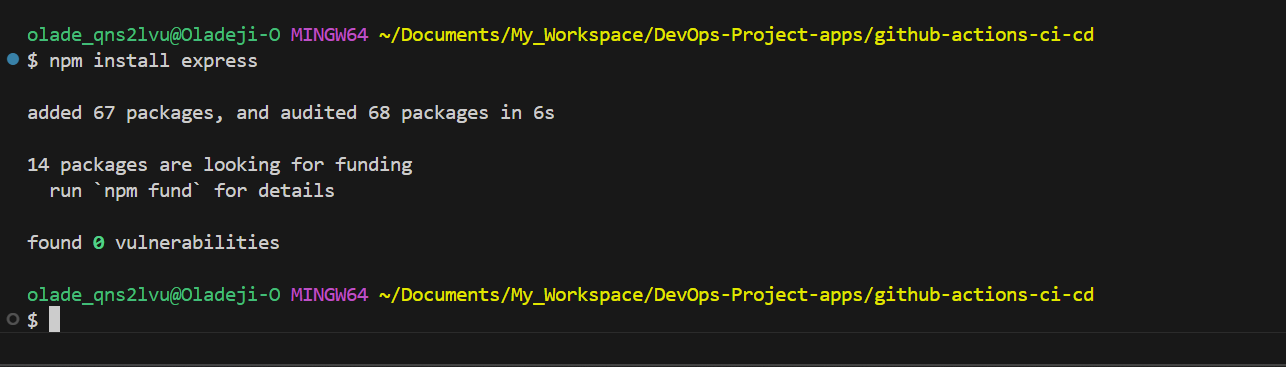 olade_qns2lvu@Oladeji-O MINGW64 ~/Documents/My_Workspace/DevOps-Project-apps/github-actions-ci-cd
$ npm install express
added 67 packages, and audited 68 packages in 6s
14 packages are looking for funding
run `npm fund` for details
found 0 vulnerabilities
olade_qns2lvu@Oladeji-O MINGW64 ~/Documents/My_Workspace/DevOps-Project-apps/github-actions-ci-cd
$